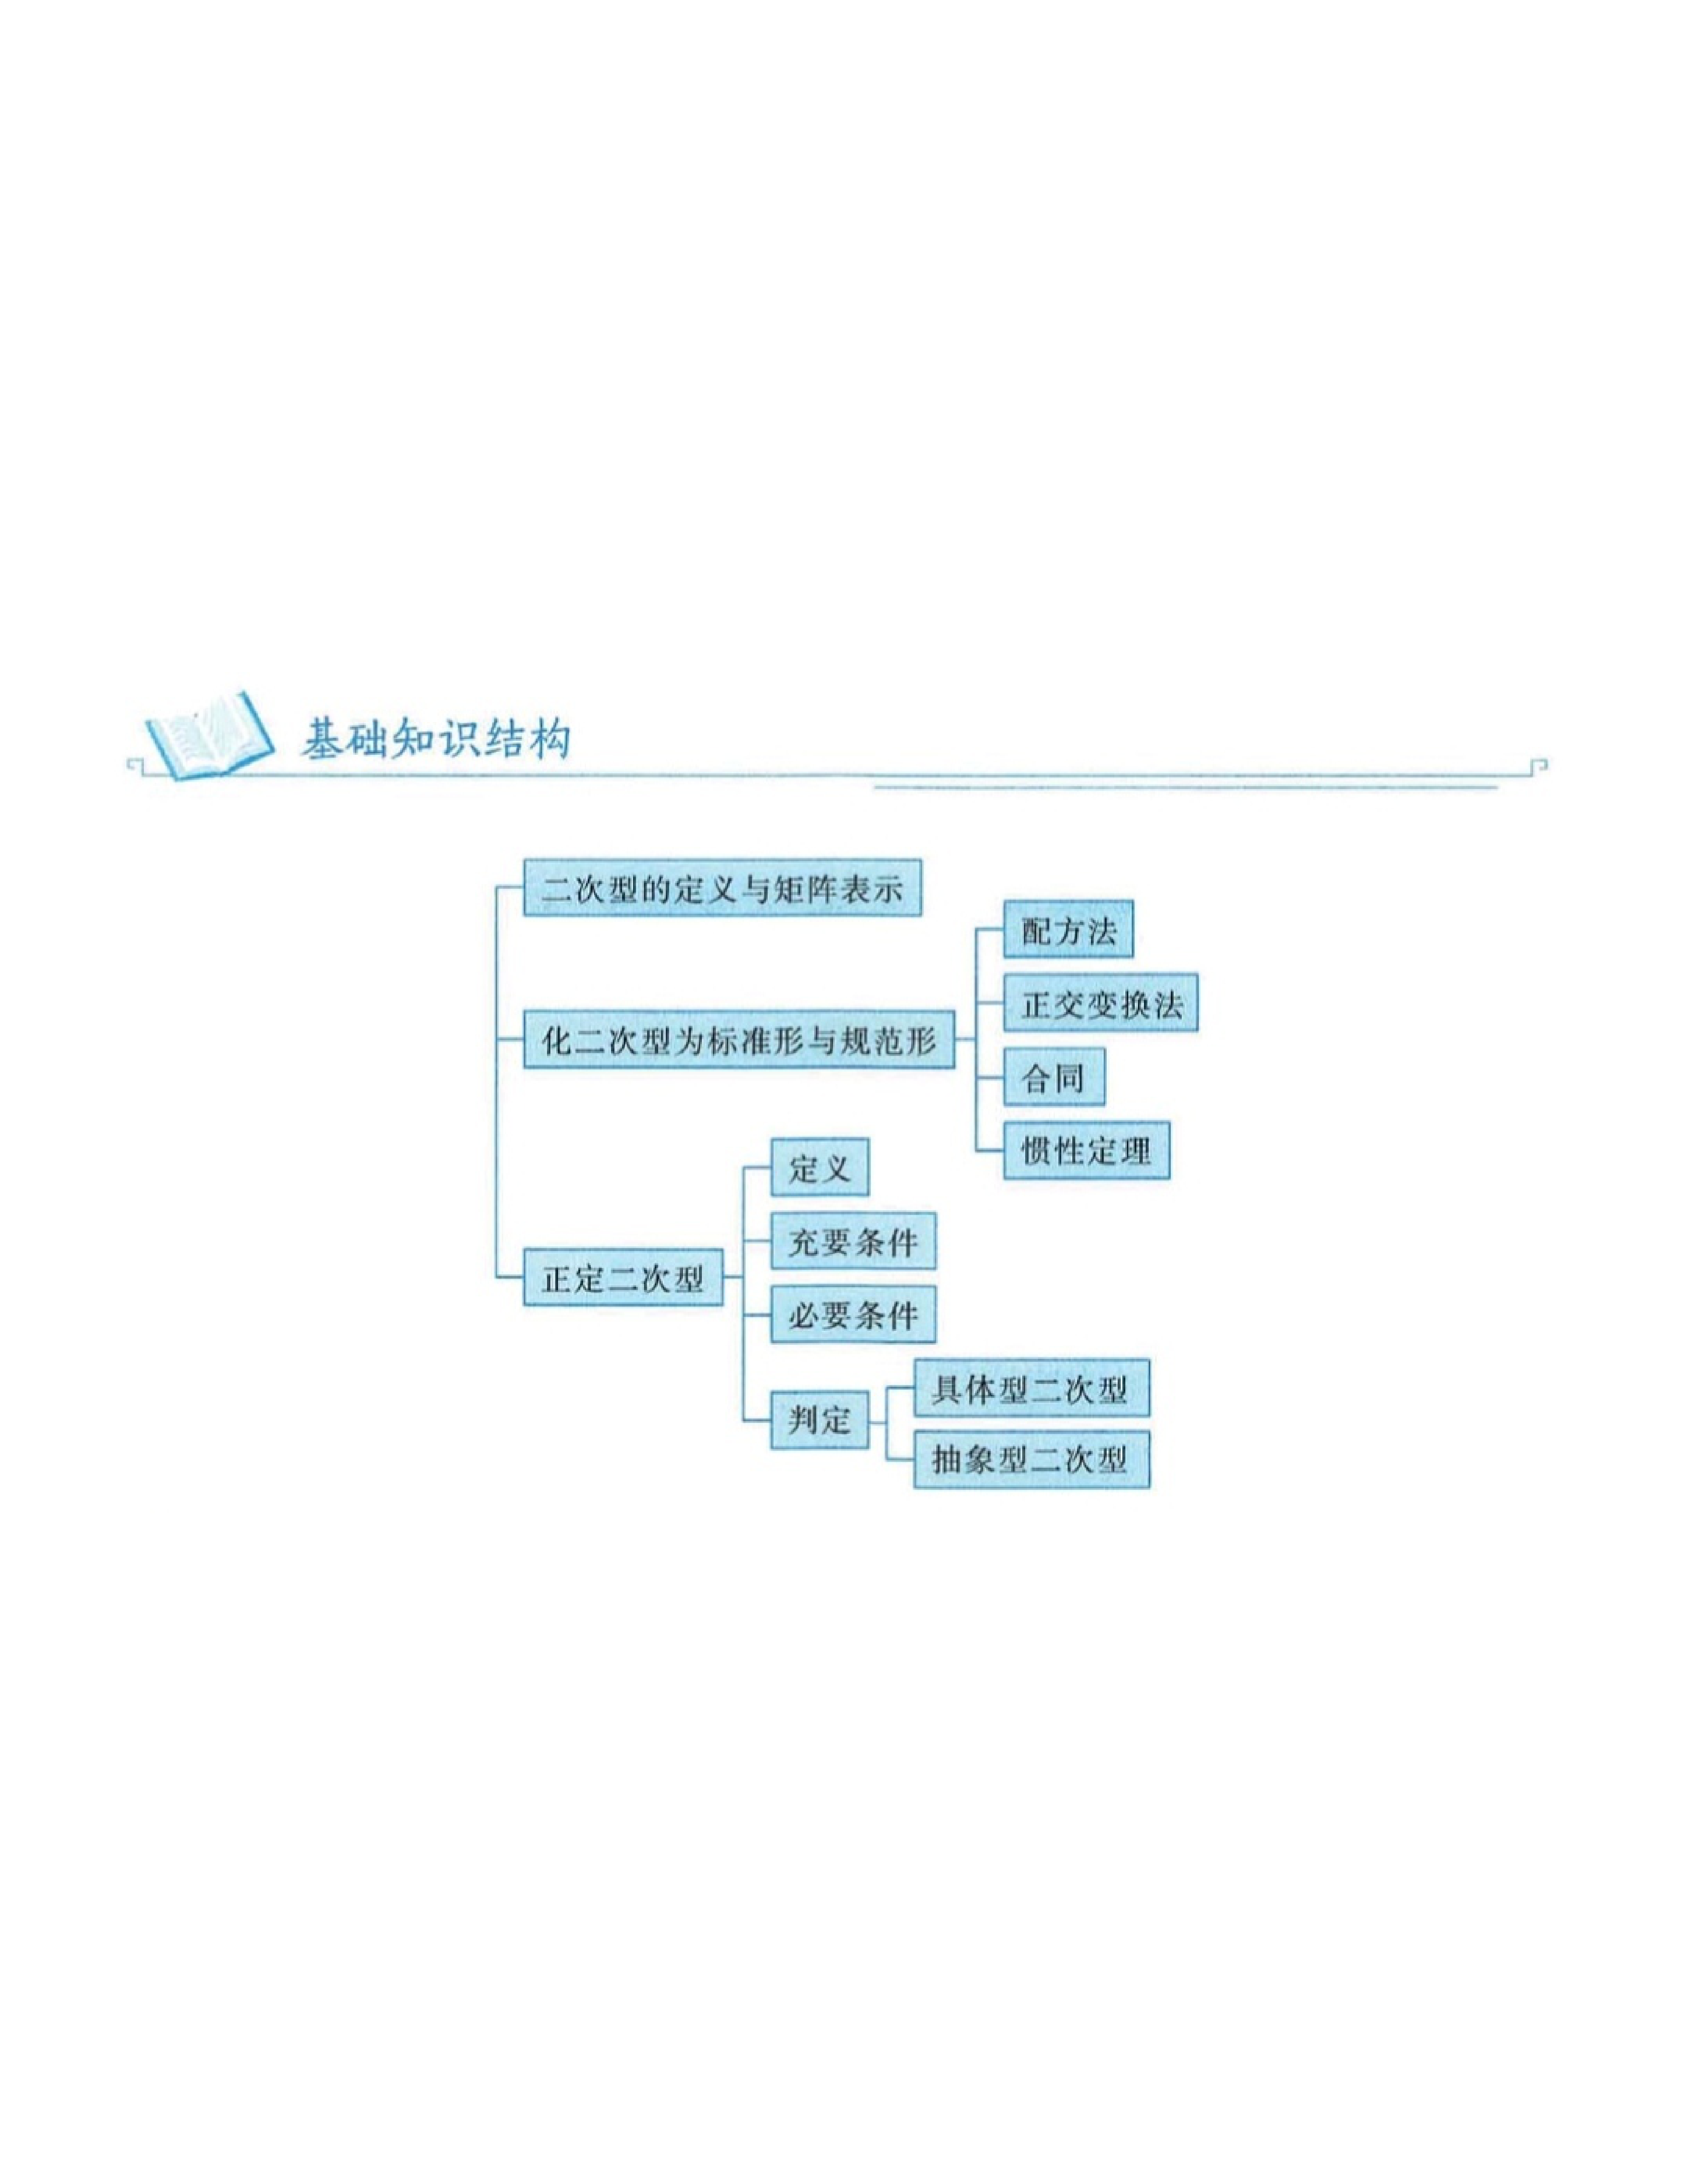 基础知识结构
二次型的定义与矩阵表示
化二次型为标准形与规范形
配方法
正交变换法
合同
惯性定理
正定二次型
定义
充要条件
必要条件
判定
具体型二次型
抽象型二次型